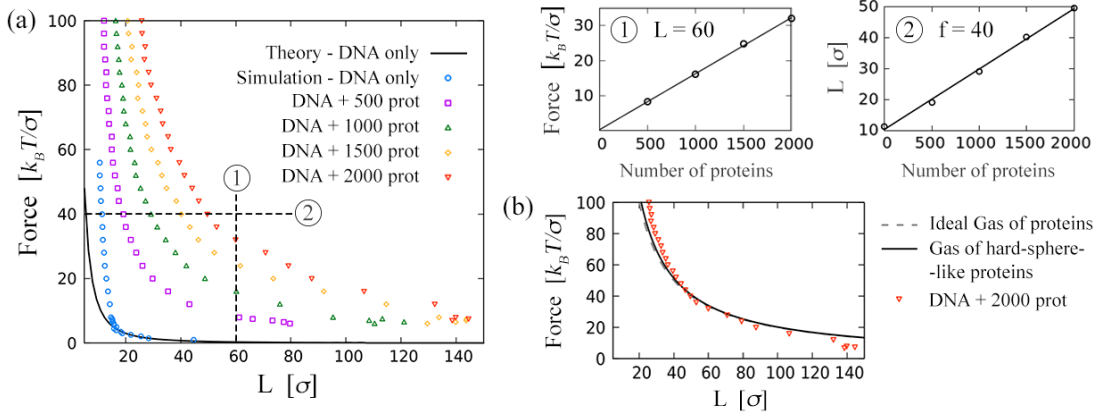 (a)
Force [k_BT/σ]
100
80
60
40
20
0
20
40
60
80
100
120
140
L [σ]
Theory - DNA only
Simulation - DNA only
DNA + 500 prot
DNA + 1000 prot
DNA + 1500 prot
DNA + 2000 prot
1
2
1 L = 60
Force [k_BT/σ]
30
20
10
0
500
1000
1500
2000
Number of proteins
2 f = 40
L [σ]
50
40
30
20
10
0
500
1000
1500
2000
Number of proteins
(b)
Force [k_BT/σ]
100
80
60
40
20
0
20
40
60
80
100
120
140
L [σ]
Ideal Gas of proteins
Gas of hard-sphere-
-like proteins
DNA + 2000 prot